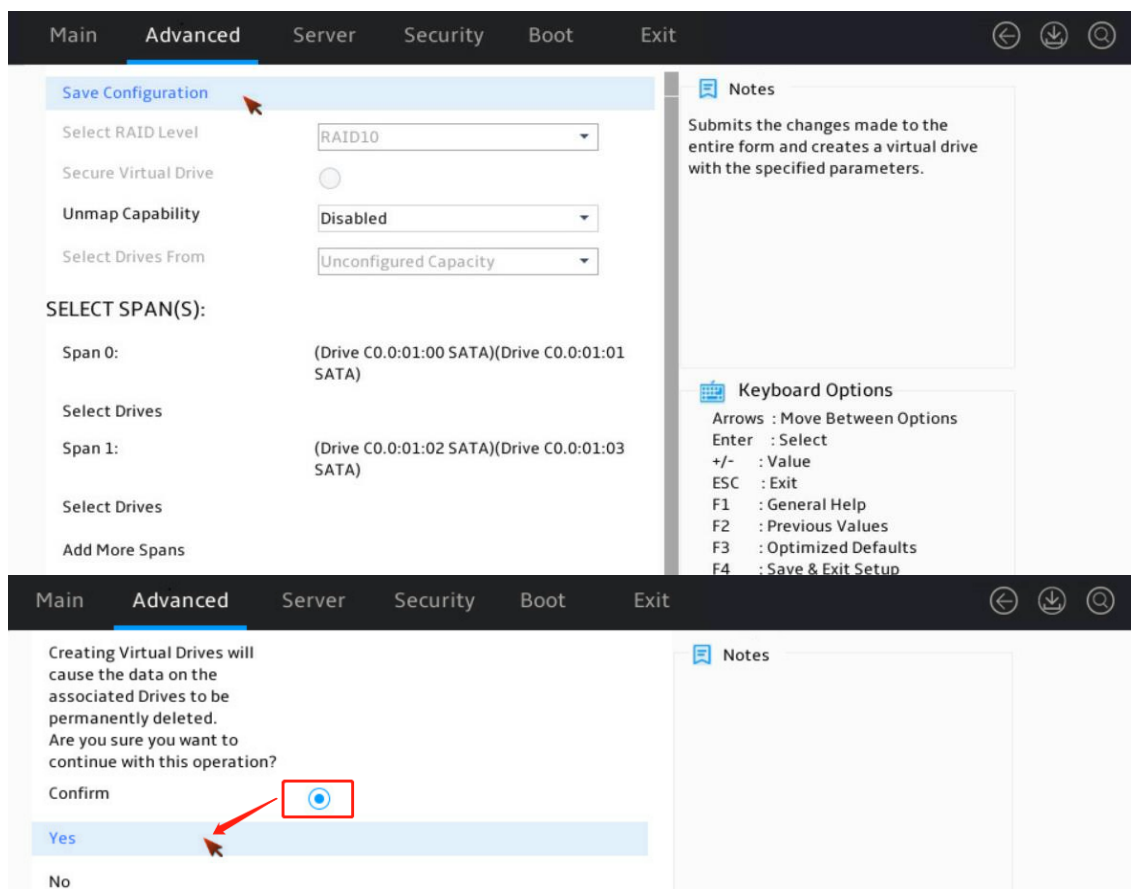 Main Advanced Server Security Boot Exit
Save Configuration
Select RAID Level RAID10
Secure Virtual Drive
Unmap Capability Disabled
Select Drives From Unconfigured Capacity
SELECT SPAN(S):
Span 0: (Drive C0.0:01:00 SATA)(Drive C0.0:01:01
SATA)
Select Drives
Span 1: (Drive C0.0:01:02 SATA)(Drive C0.0:01:03
SATA)
Select Drives
Add More Spans
Notes
Submits the changes made to the
entire form and creates a virtual drive
with the specified parameters.
Keyboard Options
Arrows : Move Between Options
Enter : Select
+/- : Value
ESC : Exit
F1 : General Help
F2 : Previous Values
F3 : Optimized Defaults
F4 : Save & Exit Setup
Main Advanced Server Security Boot Exit
Creating Virtual Drives will
cause the data on the
associated Drives to be
permanently deleted.
Are you sure you want to
continue with this operation?
Confirm
Yes
No
Notes